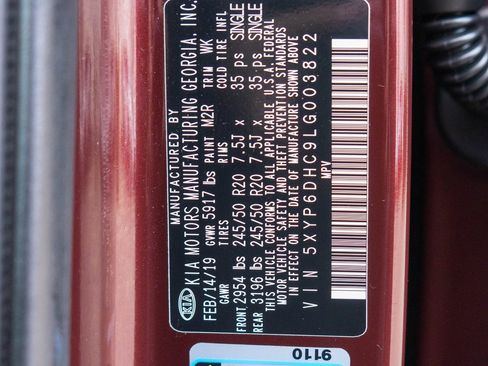 MANUFACTURED BY
KIA KIA MOTORS MANUFACTURING GEORGIA, INC.
FEB/14/19 GVWR 5917 lbs PAINT M2R TRIM WK
GAWR TIRES RIMS COLD TIRE INFL
FRONT 2954 lbs 245/50 R20 7.5J x 35 psi SINGLE
REAR 3196 lbs 245/50 R20 7.5J x 35 psi SINGLE
THIS VEHICLE CONFORMS TO ALL APPLICABLE U.S.A. FEDERAL
MOTOR VEHICLE SAFETY AND THEFT PREVENTION STANDARDS
IN EFFECT ON THE DATE OF MANUFACTURE SHOWN ABOVE
VIN 5XYP6DHC9LG003822
MPV
9110